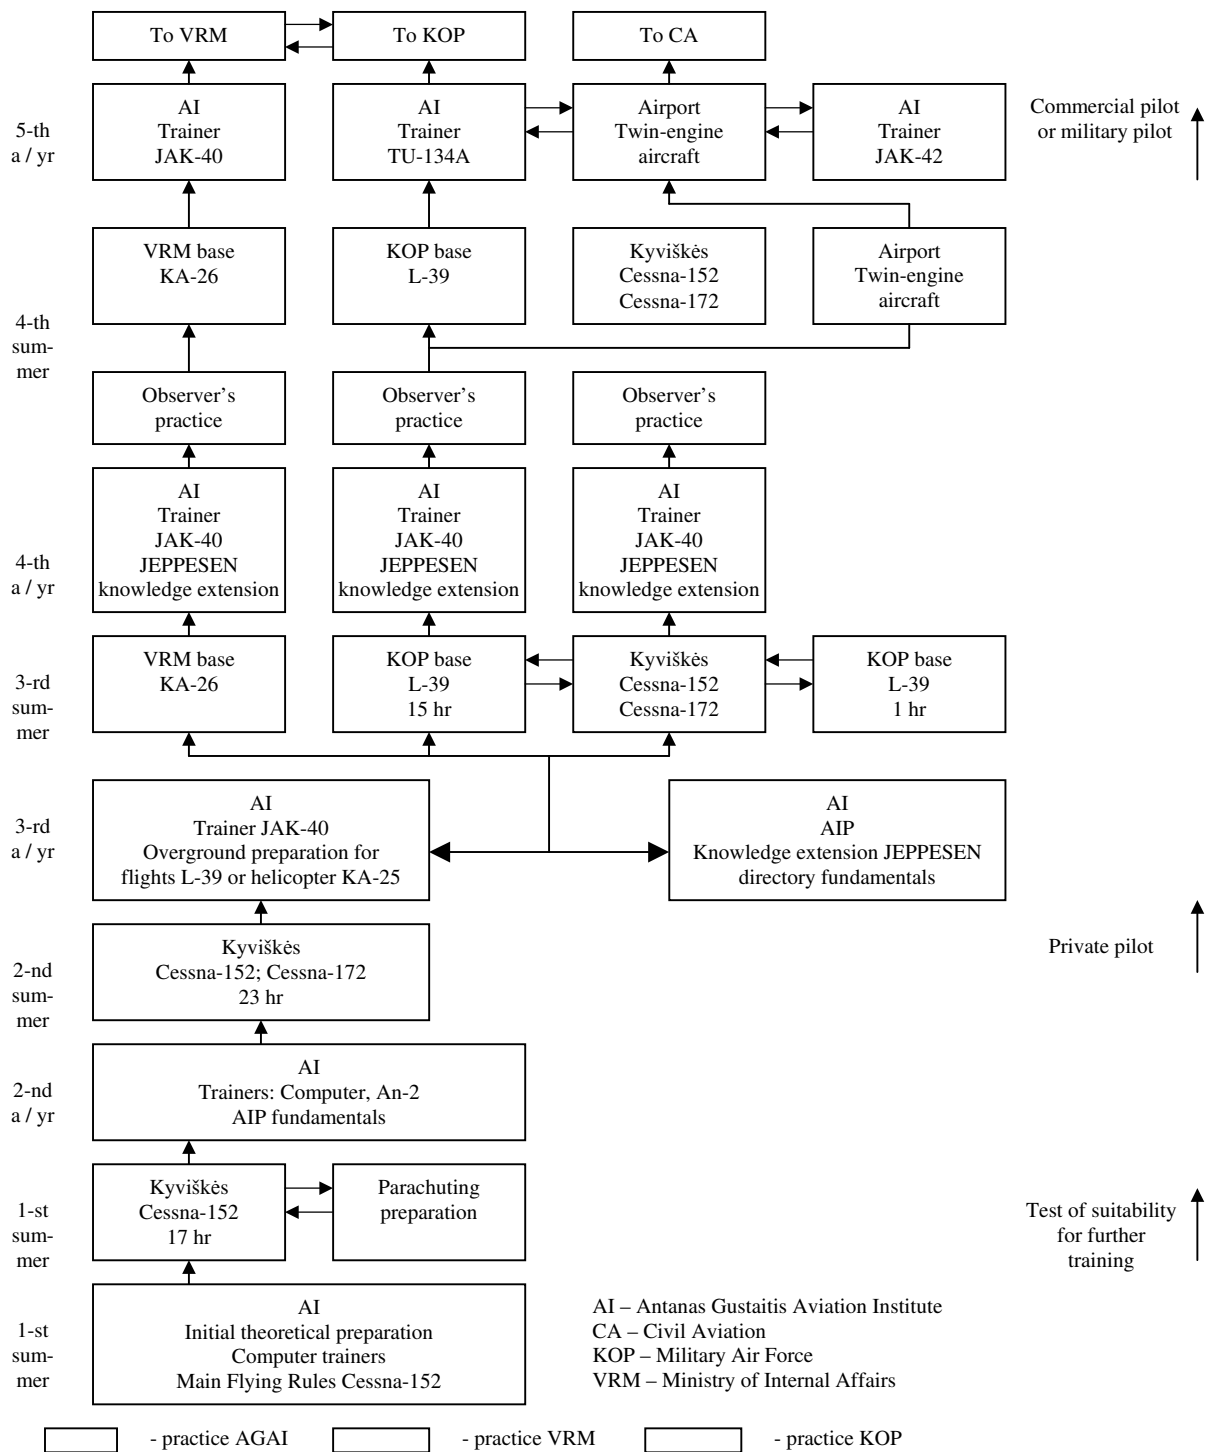 To VRM
To KOP
To CA
5-th
a / yr
AI
Trainer
JAK-40
AI
Trainer
TU-134A
Airport
Twin-engine
aircraft
AI
Trainer
JAK-42
Commercial pilot
or military pilot
VRM base
KA-26
KOP base
L-39
Kyviškės
Cessna-152
Cessna-172
Airport
Twin-engine
aircraft
4-th
sum-
mer
Observer's
practice
Observer's
practice
Observer's
practice
4-th
a / yr
AI
Trainer
JAK-40
JEPPESEN
knowledge extension
AI
Trainer
JAK-40
JEPPESEN
knowledge extension
AI
Trainer
JAK-40
JEPPESEN
knowledge extension
3-rd
sum-
mer
VRM base
KA-26
KOP base
L-39
15 hr
Kyviškės
Cessna-152
Cessna-172
KOP base
L-39
1 hr
3-rd
a / yr
AI
Trainer JAK-40
Overground preparation for
flights L-39 or helicopter KA-25
AI
AIP
Knowledge extension JEPPESEN
directory fundamentals
2-nd
sum-
mer
Kyviškės
Cessna-152; Cessna-172
23 hr
Private pilot
2-nd
a / yr
AI
Trainers: Computer, An-2
AIP fundamentals
1-st
sum-
mer
Kyviškės
Cessna-152
17 hr
Parachuting
preparation
Test of suitability
for further
training
1-st
sum-
mer
AI
Initial theoretical preparation
Computer trainers
Main Flying Rules Cessna-152
AI – Antanas Gustaitis Aviation Institute
CA – Civil Aviation
KOP – Military Air Force
VRM – Ministry of Internal Affairs
- practice AGAI
- practice VRM
- practice KOP